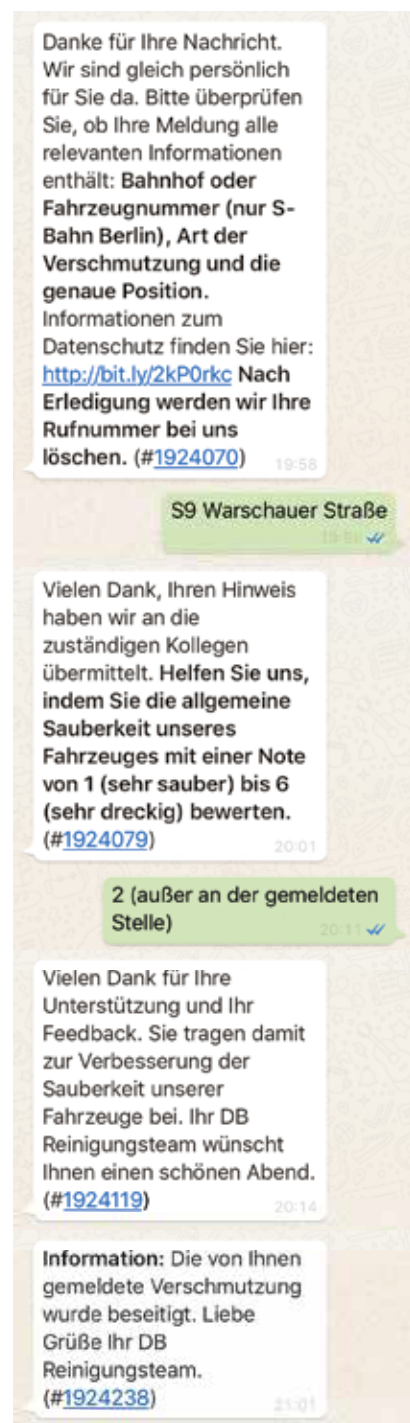 Danke für Ihre Nachricht.
Wir sind gleich persönlich
für Sie da. Bitte überprüfen
Sie, ob Ihre Meldung alle
relevanten Informationen
enthält: Bahnhof oder
Fahrzeugnummer (nur S-
Bahn Berlin), Art der
Verschmutzung und die
genaue Position.
Informationen zum
Datenschutz finden Sie hier:
http://bit.ly/2kP0rkc Nach
Erledigung werden wir Ihre
Rufnummer bei uns
löschen. (#1924070) 19:58
S9 Warschauer Straße
Vielen Dank, Ihren Hinweis
haben wir an die
zuständigen Kollegen
übermittelt. Helfen Sie uns,
indem Sie die allgemeine
Sauberkeit unseres
Fahrzeuges mit einer Note
von 1 (sehr sauber) bis 6
(sehr dreckig) bewerten.
(#1924079) 20:01
2 (außer an der gemeldeten
Stelle) 20:11
Vielen Dank für Ihre
Unterstützung und Ihr
Feedback. Sie tragen damit
zur Verbesserung der
Sauberkeit unserer
Fahrzeuge bei. Ihr DB
Reinigungsteam wünscht
Ihnen einen schönen Abend.
(#1924119) 20:14
Information: Die von Ihnen
gemeldete Verschmutzung
wurde beseitigt. Liebe
Grüße Ihr DB
Reinigungsteam.
(#1924238) 21:01